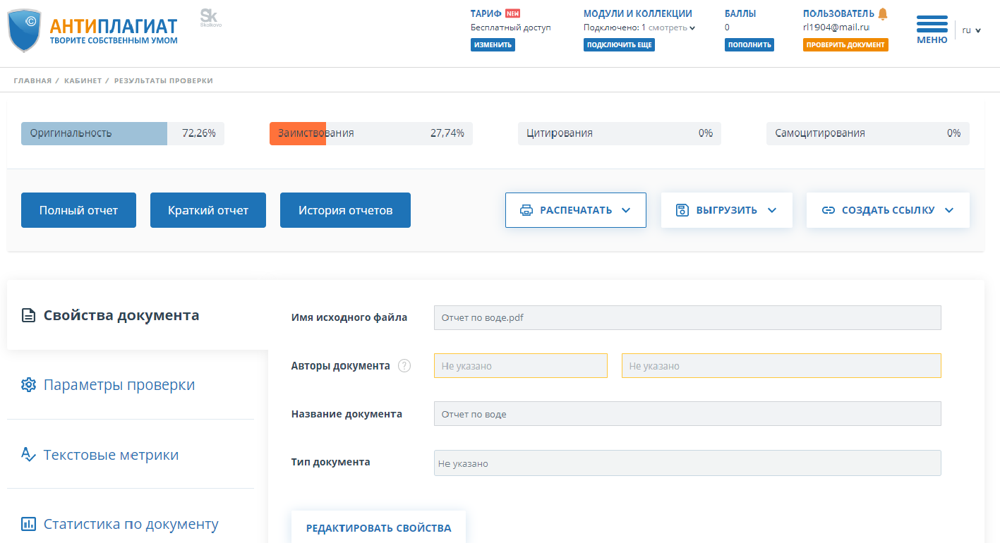 АНТИПЛАГИАТ
ТВОРИТЕ СОБСТВЕННЫМ УМОМ
Sk
Skolkovo
ТАРИФ NEW
Бесплатный доступ
ИЗМЕНИТЬ
МОДУЛИ И КОЛЛЕКЦИИ
Подключено: 1 смотреть
ПОДКЛЮЧИТЬ ЕЩЕ
БАЛЛЫ
0
ПОПОЛНИТЬ
ПОЛЬЗОВАТЕЛЬ
rl1904@mail.ru
ПРОВЕРИТЬ ДОКУМЕНТ
МЕНЮ
ru
ГЛАВНАЯ / КАБИНЕТ / РЕЗУЛЬТАТЫ ПРОВЕРКИ
Оригинальность 72,26%
Заимствования 27,74%
Цитирования 0%
Самоцитирования 0%
Полный отчет
Краткий отчет
История отчетов
РАСПЕЧАТАТЬ
ВЫГРУЗИТЬ
СОЗДАТЬ ССЫЛКУ
Свойства документа
Параметры проверки
Текстовые метрики
Статистика по документу
Имя исходного файла Отчет по воде.pdf
Авторы документа ? Не указано Не указано
Название документа Отчет по воде
Тип документа Не указано
РЕДАКТИРОВАТЬ СВОЙСТВА